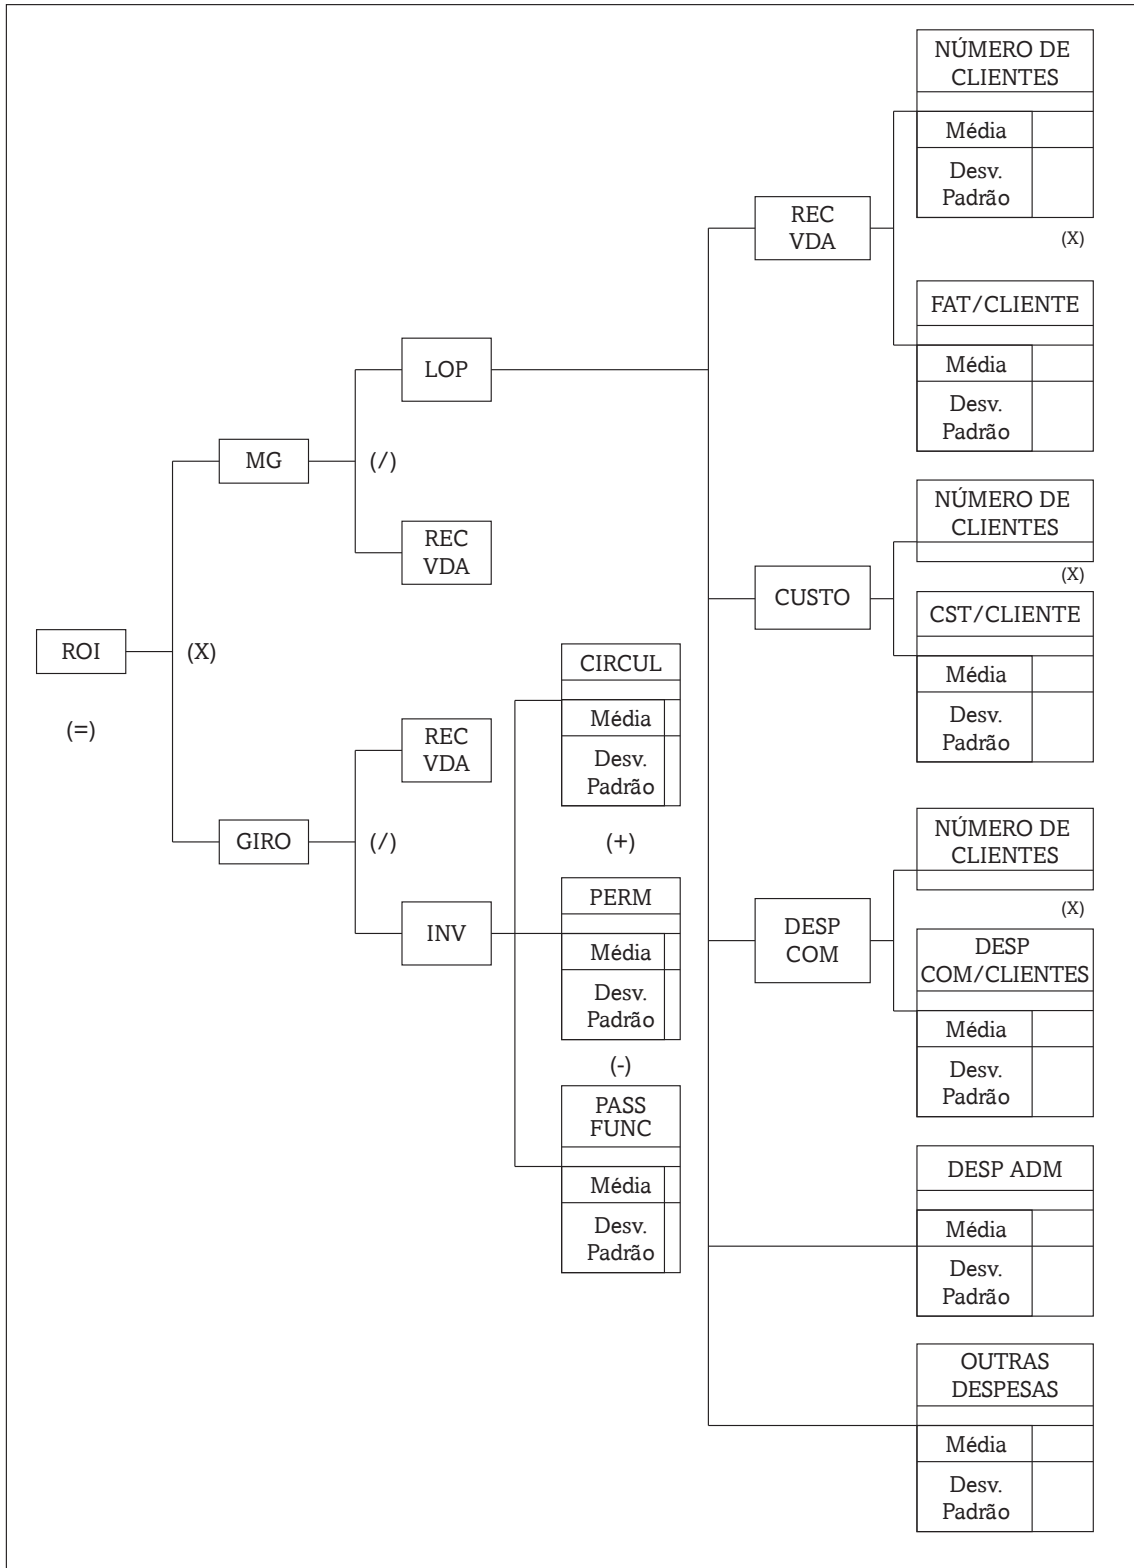 ROI
(=)
(X)
MG
GIRO
(/)
LOP
REC
VDA
(/)
REC
VDA
INV
CIRCUL
Média
Desv.
Padrão
(+)
PERM
Média
Desv.
Padrão
(-)
PASS
FUNC
Média
Desv.
Padrão
REC
VDA
NÚMERO DE
CLIENTES
Média
Desv.
Padrão
(X)
FAT/CLIENTE
Média
Desv.
Padrão
CUSTO
NÚMERO DE
CLIENTES
(X)
CST/CLIENTE
Média
Desv.
Padrão
DESP
COM
NÚMERO DE
CLIENTES
(X)
DESP
COM/CLIENTES
Média
Desv.
Padrão
DESP ADM
Média
Desv.
Padrão
OUTRAS
DESPESAS
Média
Desv.
Padrão